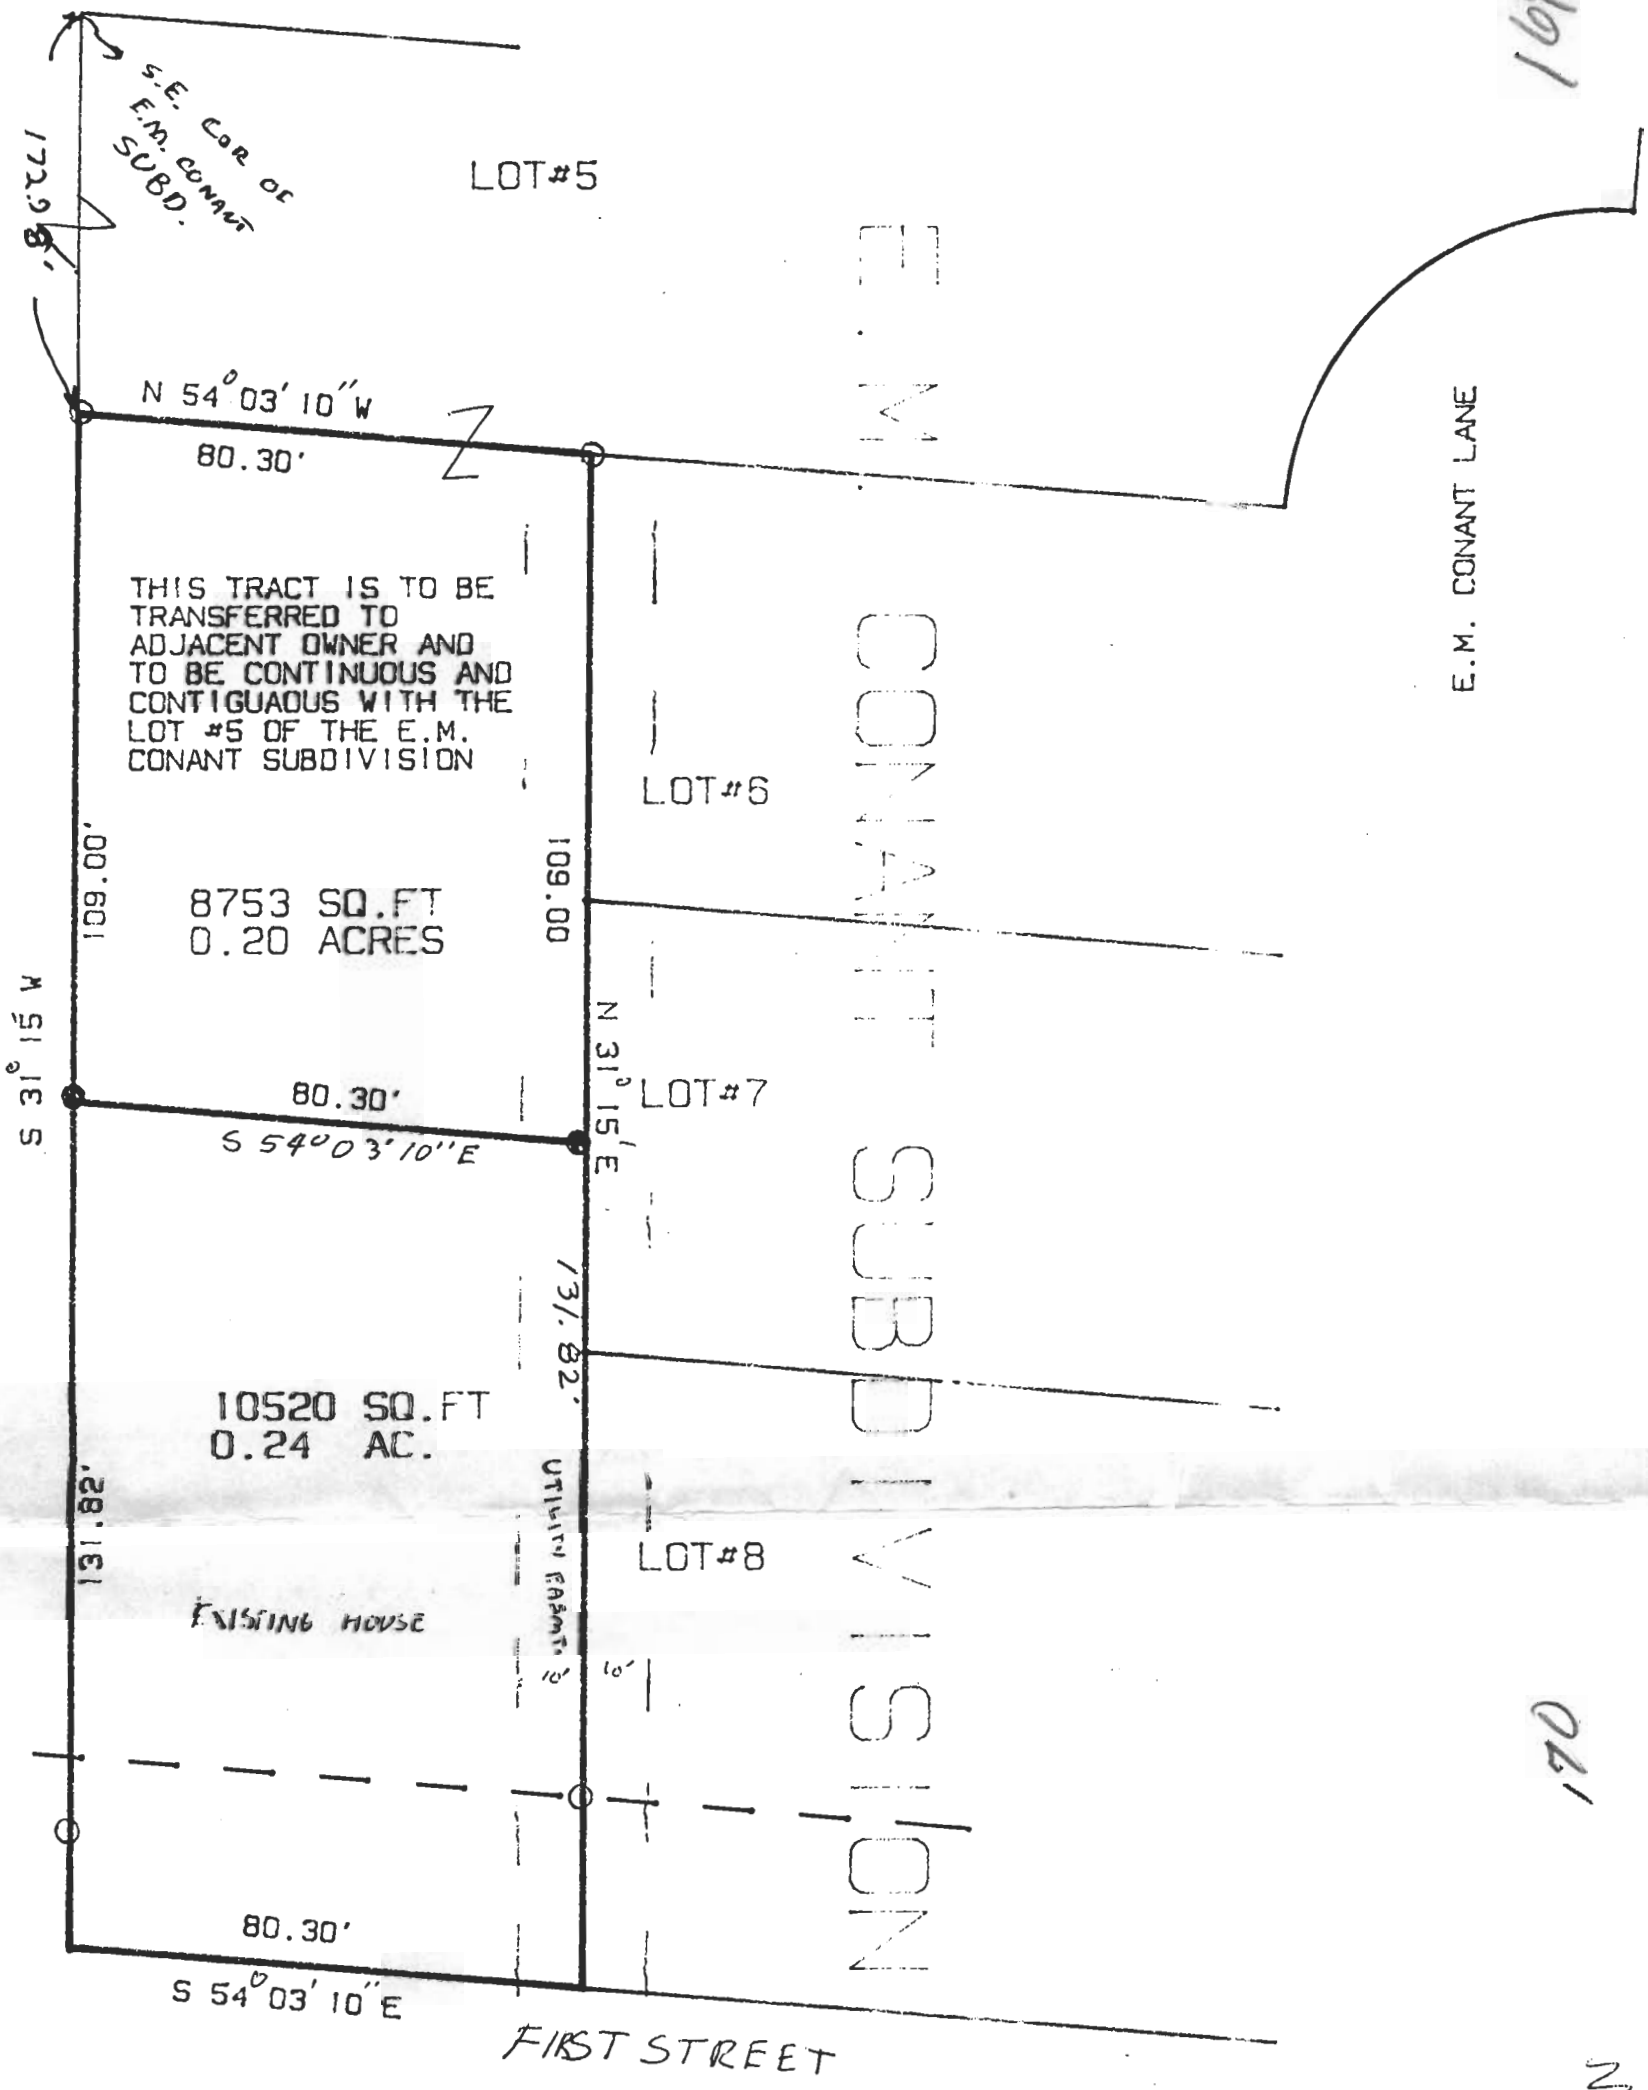 S.E. COR OF
E.M. CONANT
SUBD.
LOT#5
N 54° 03' 10" W
80.30'
E.M. CONANT LANE
THIS TRACT IS TO BE
TRANSFERRED TO
ADJACENT OWNER AND
TO BE CONTINUOUS AND
CONTIGUAOUS WITH THE
LOT #5 OF THE E.M.
CONANT SUBDIVISION
LOT#6
109.00'
109.00
8753 SQ.FT
0.20 ACRES
S 31° 15' W
N 31° 15' E
80.30'
S 54° 03' 10" E
LOT#7
E.M. CONANT SUBDIVISION
131.82'
10520 SQ.FT
0.24 AC.
131.82'
UTILITY EASMT.
10'
10'
LOT#8
EXISTING HOUSE
170
80.30'
S 54° 03' 10" E
FIRST STREET